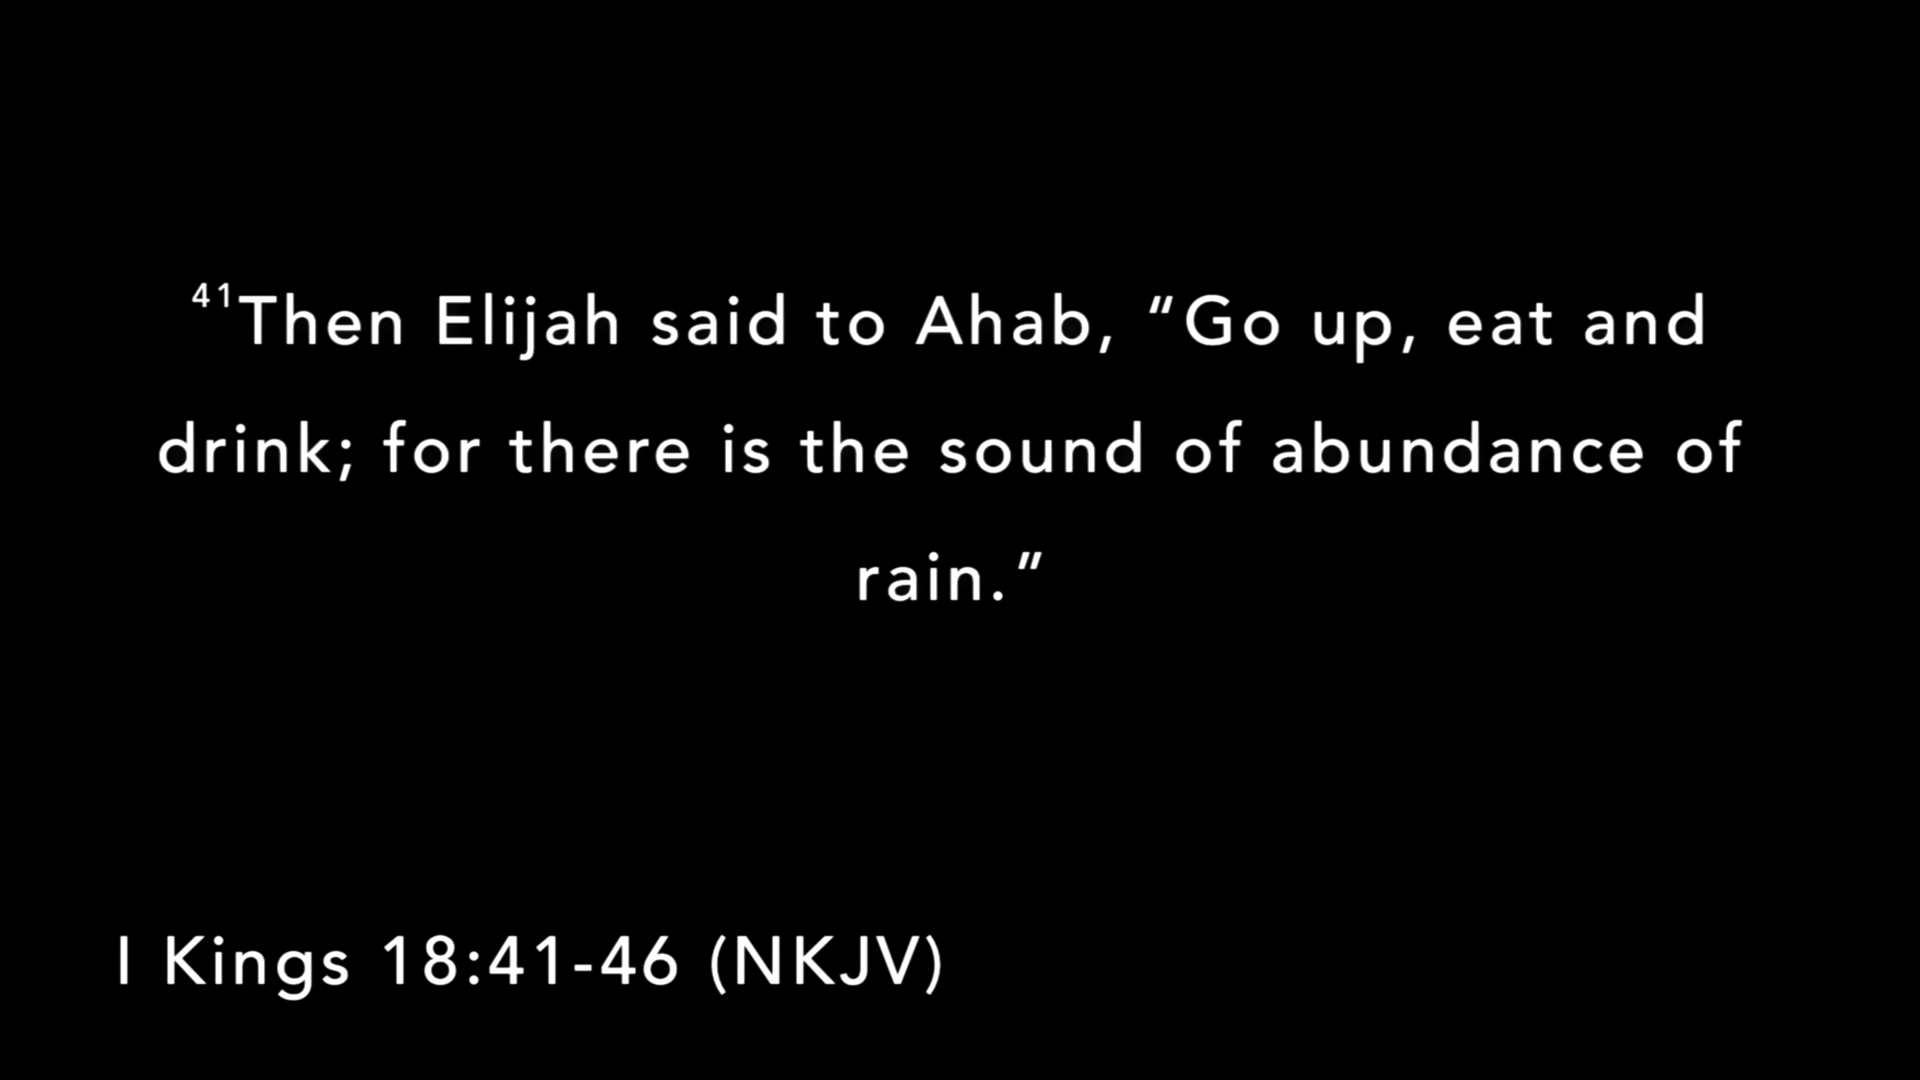 41Then Elijah said to Ahab, “Go up, eat and
drink; for there is the sound of abundance of
rain.”
I Kings 18:41-46 (NKJV)